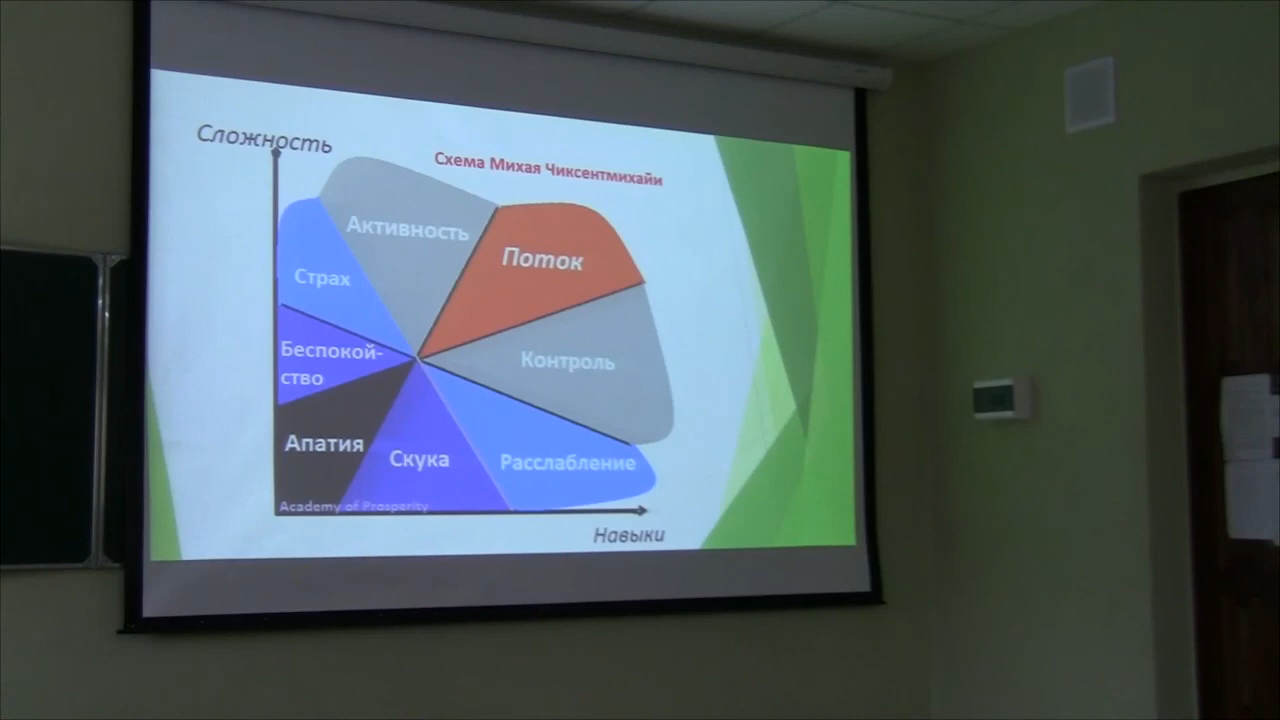 Сложность
Схема Михая Чиксентмихайи
Активность
Поток
Страх
Беспокой-
ство
Контроль
Апатия
Скука
Расслабление
Academy of Prosperity
Навыки